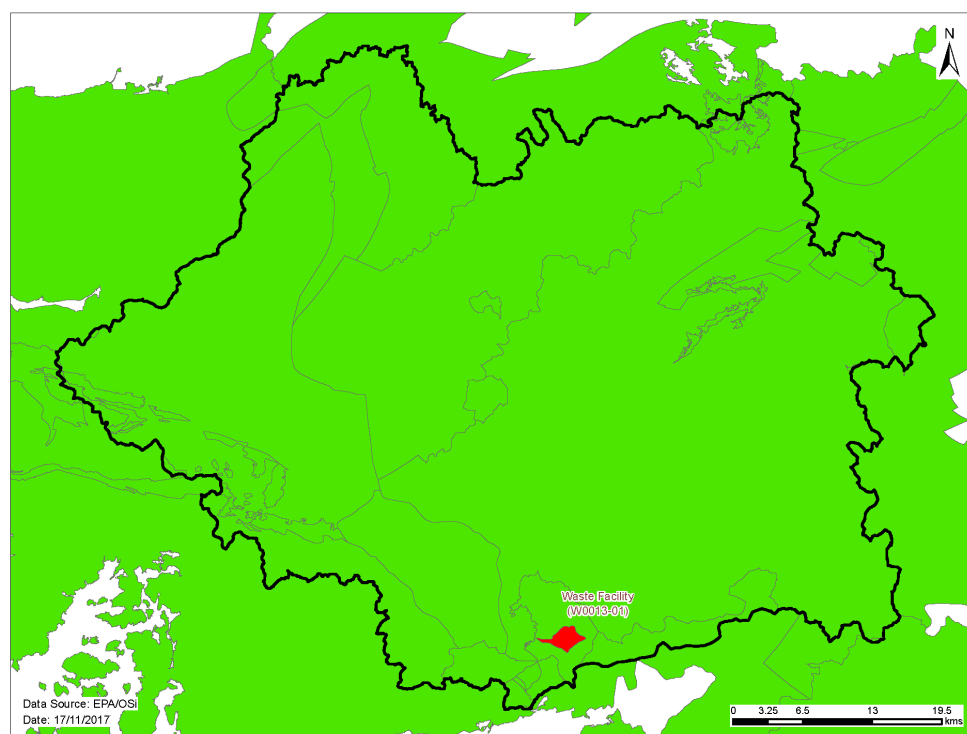 N
Waste Facility
(W0013-01)
Data Source: EPA/OSi
Date: 17/11/2017
0 3.25 6.5 13 19.5
kms